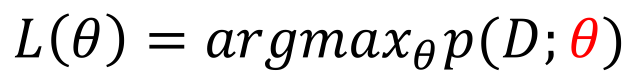 L(θ) = argmax_θ p(D; θ)